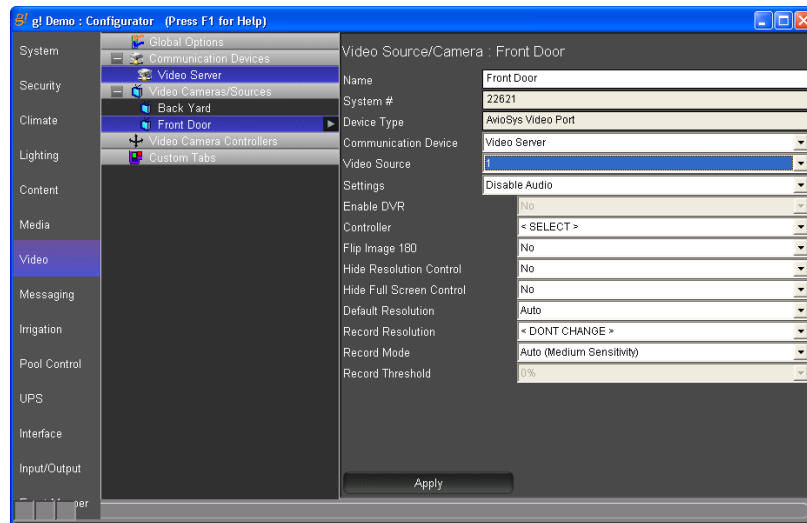 g! g! Demo : Configurator (Press F1 for Help)
System
Security
Climate
Lighting
Content
Media
Video
Messaging
Irrigation
Pool Control
UPS
Interface
Input/Output
Global Options
Communication Devices
Video Server
Video Cameras/Sources
Back Yard
Front Door
Video Camera Controllers
Custom Tabs
Video Source/Camera : Front Door
Name Front Door
System # 22621
Device Type AvioSys Video Port
Communication Device Video Server
Video Source 1
Settings Disable Audio
Enable DVR No
Controller < SELECT >
Flip Image 180 No
Hide Resolution Control No
Hide Full Screen Control No
Default Resolution Auto
Record Resolution < DONT CHANGE >
Record Mode Auto (Medium Sensitivity)
Record Threshold 0%
Apply